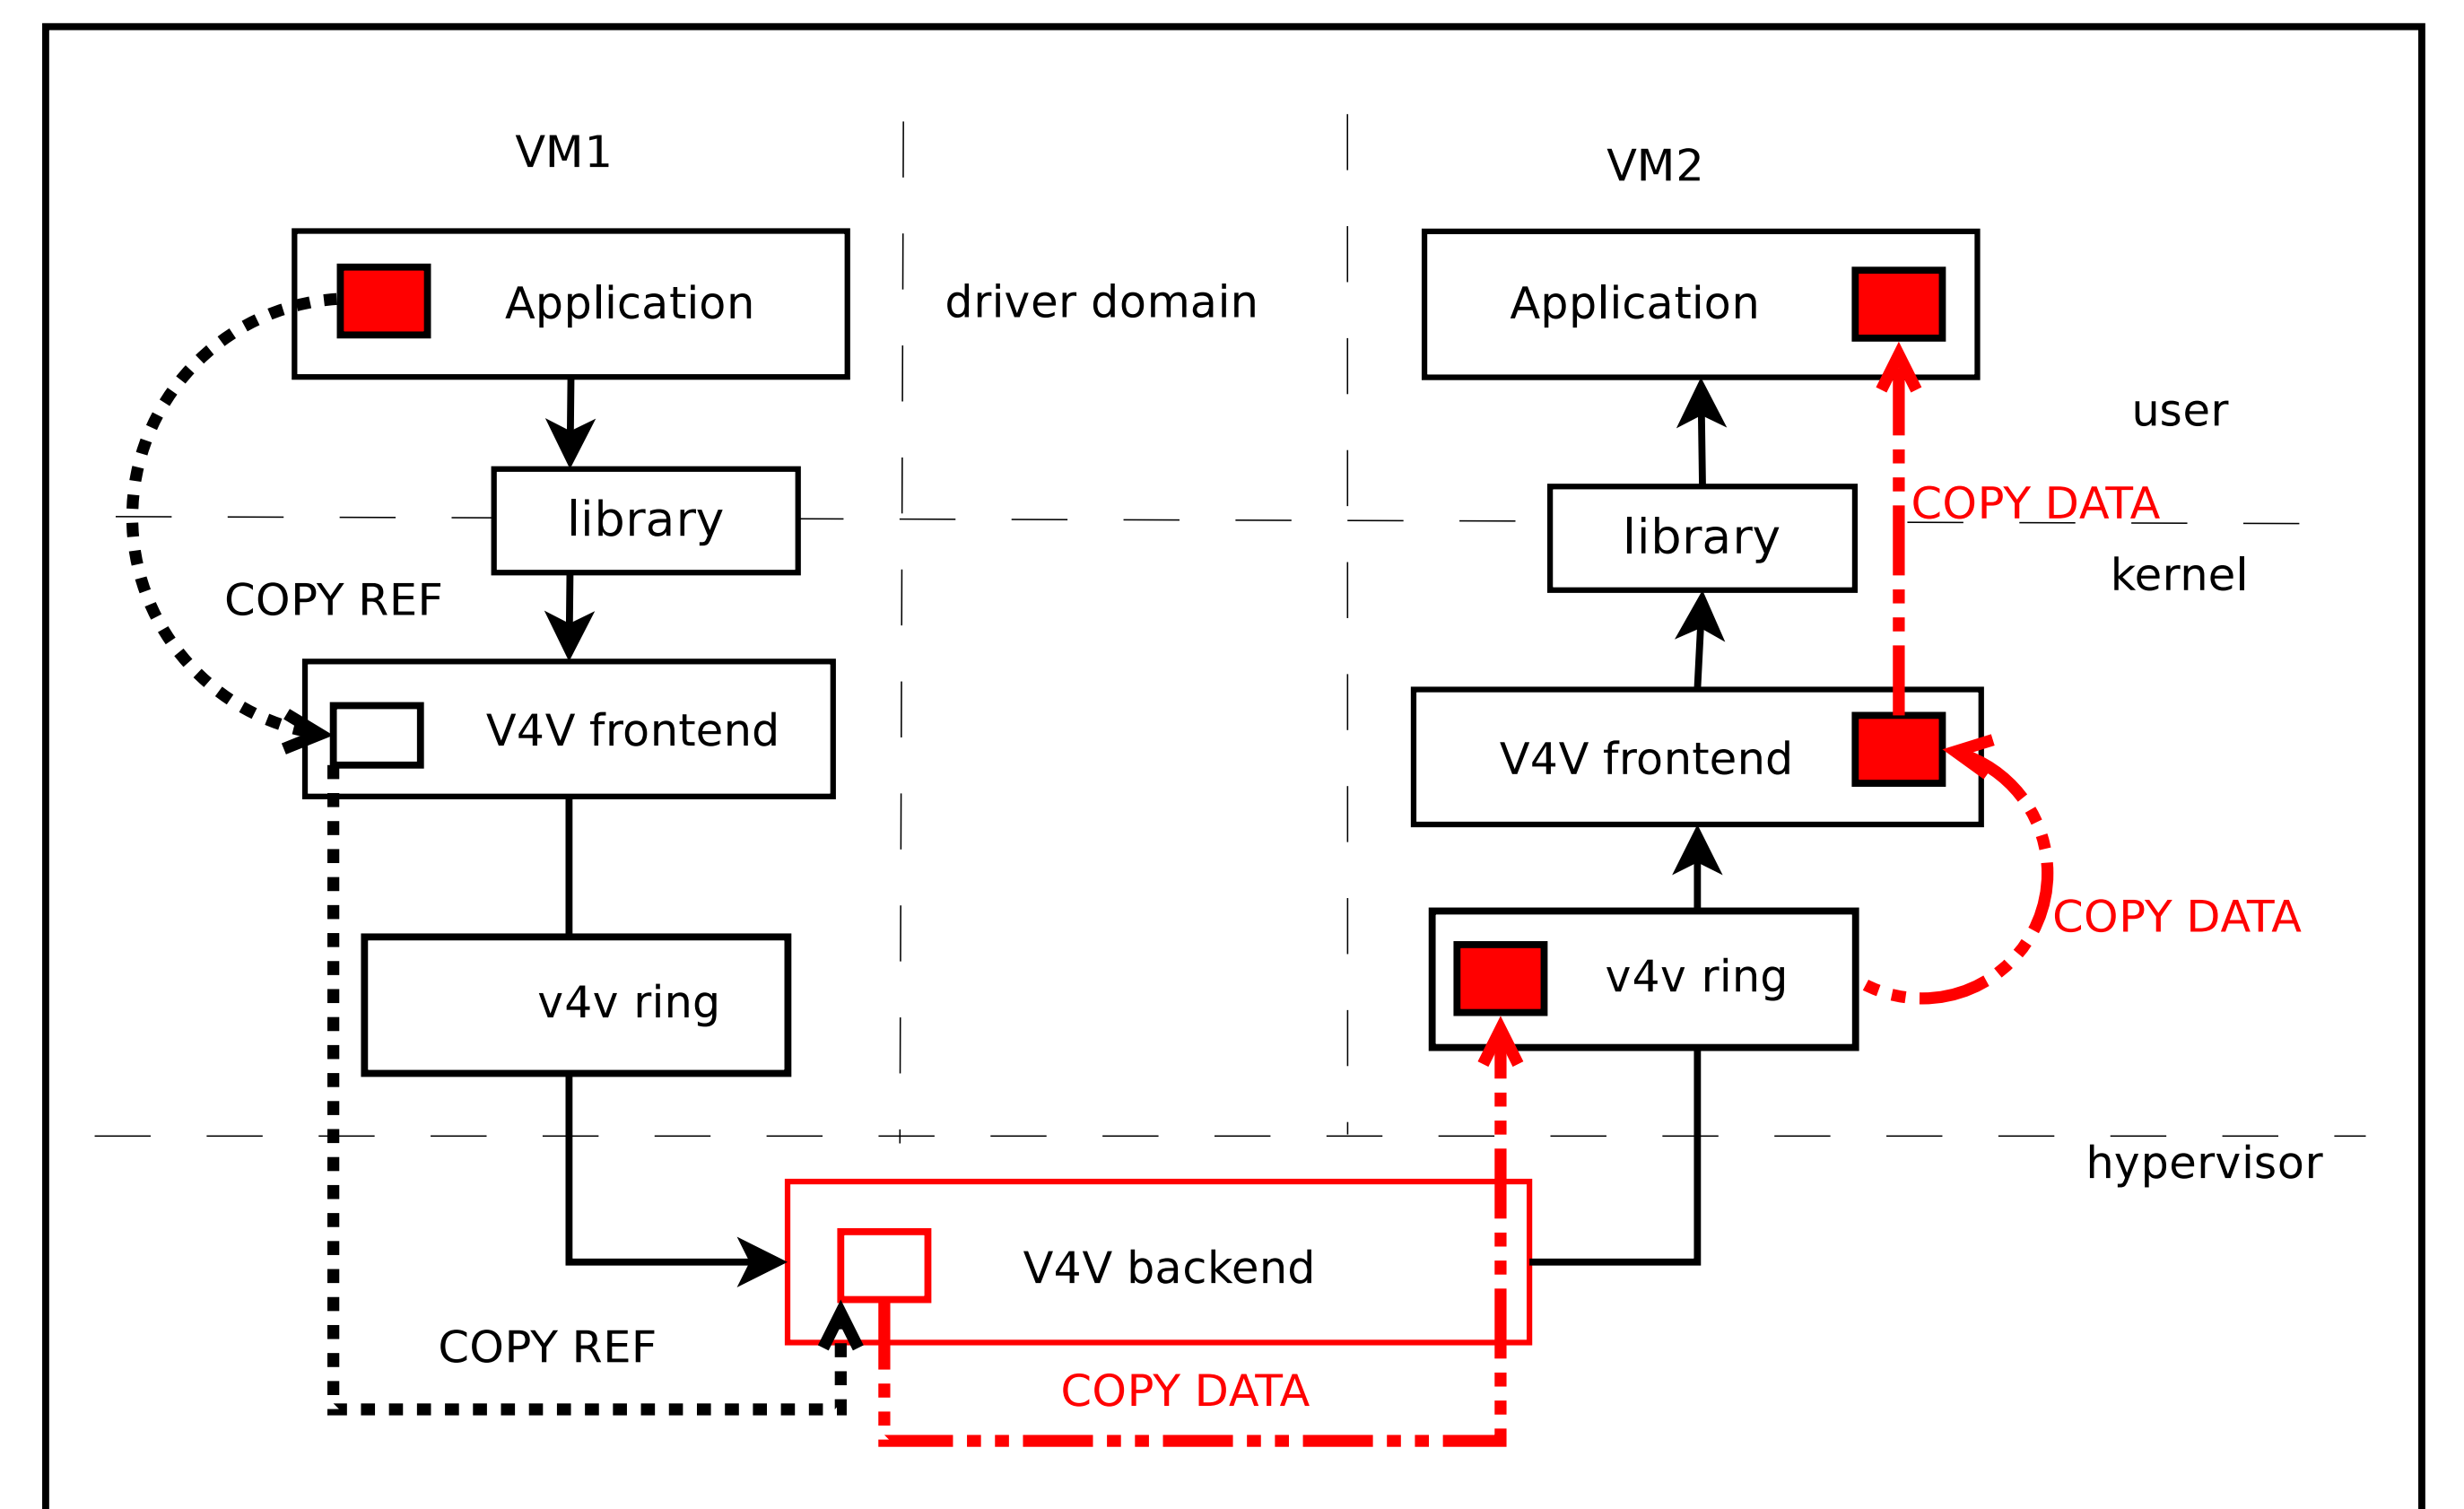 VM1
VM2
Application
driver domain
Application
user
library
COPY DATA
library
kernel
COPY REF
V4V frontend
V4V frontend
COPY DATA
v4v ring
v4v ring
hypervisor
V4V backend
COPY REF
COPY DATA